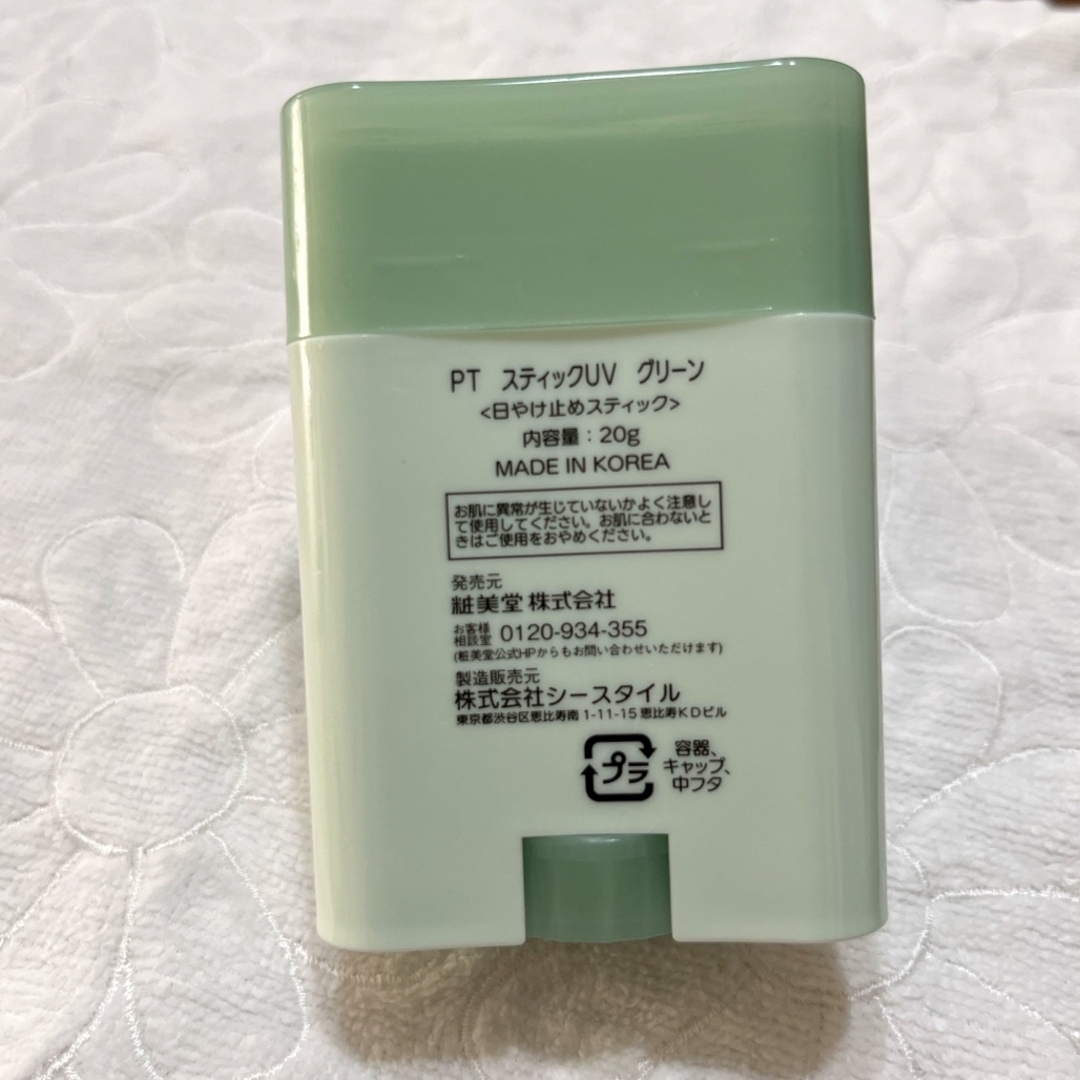 PT スティックUV グリーン
<日やけ止めスティック>
内容量：20g
MADE IN KOREA
お肌に異常が生じていないかよく注意し
て使用してください。お肌に合わないと
きはご使用をおやめください。
発売元
粧美堂 株式会社
お客様
相談室 0120-934-355
(粧美堂公式HPからもお問い合わせいただけます)
製造販売元
株式会社シースタイル
東京都渋谷区恵比寿南 1-11-15 恵比寿KDビル
プラ
容器、
キャップ、
中フタ